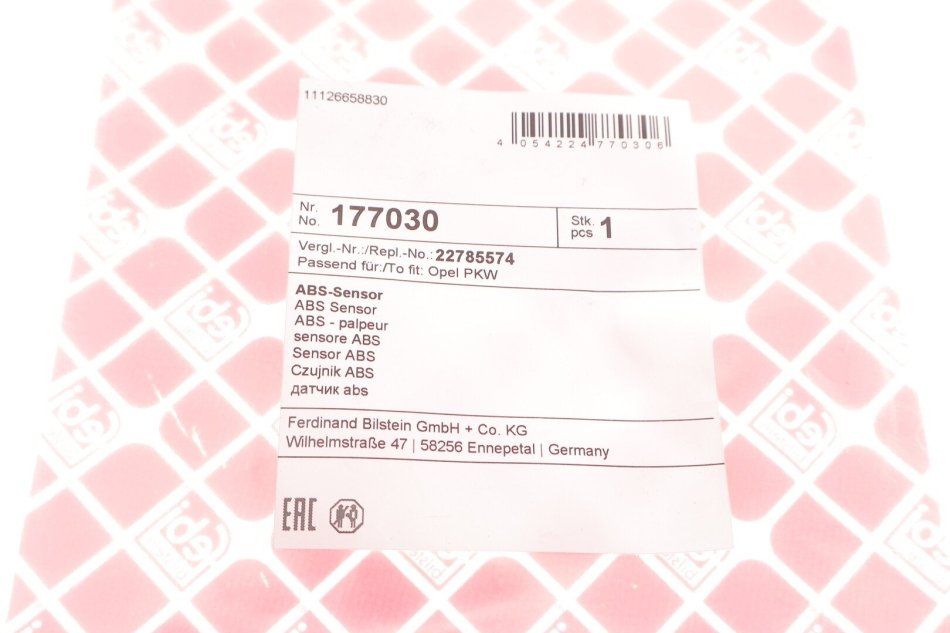 11126658830
4 054224 770306
Nr.
No. 177030
Stk.
pcs 1
Vergl.-Nr.:/Repl.-No.: 22785574
Passend für:/To fit: Opel PKW
ABS-Sensor
ABS Sensor
ABS - palpeur
sensore ABS
Sensor ABS
Czujnik ABS
датчик abs
Ferdinand Bilstein GmbH + Co. KG
Wilhelmstraße 47 | 58256 Ennepetal | Germany
EAC
febi
bilstein